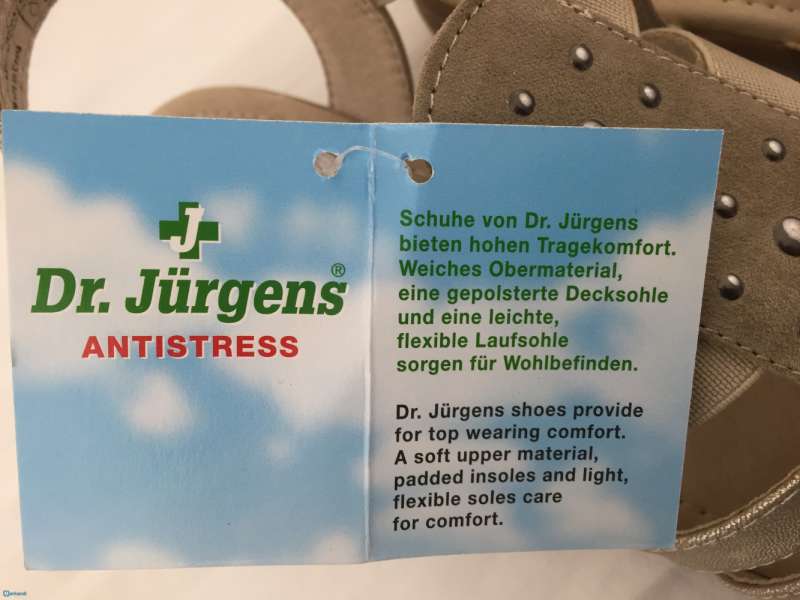 J
Dr. Jürgens®
ANTISTRESS
Schuhe von Dr. Jürgens
bieten hohen Tragekomfort.
Weiches Obermaterial,
eine gepolsterte Decksohle
und eine leichte,
flexible Laufsohle
sorgen für Wohlbefinden.
Dr. Jürgens shoes provide
for top wearing comfort.
A soft upper material,
padded insoles and light,
flexible soles care
for comfort.